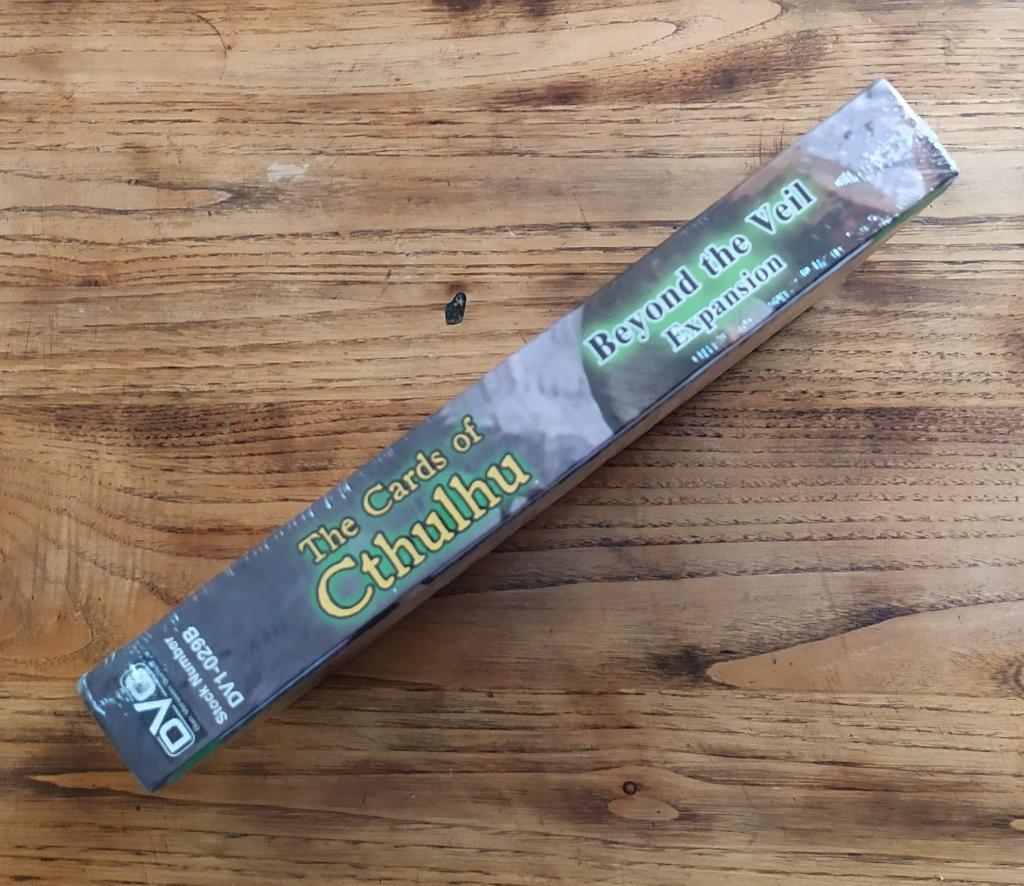 The Cards of
Cthulhu
Beyond the Veil
Expansion
DVG
Stock Number
DV1-029B